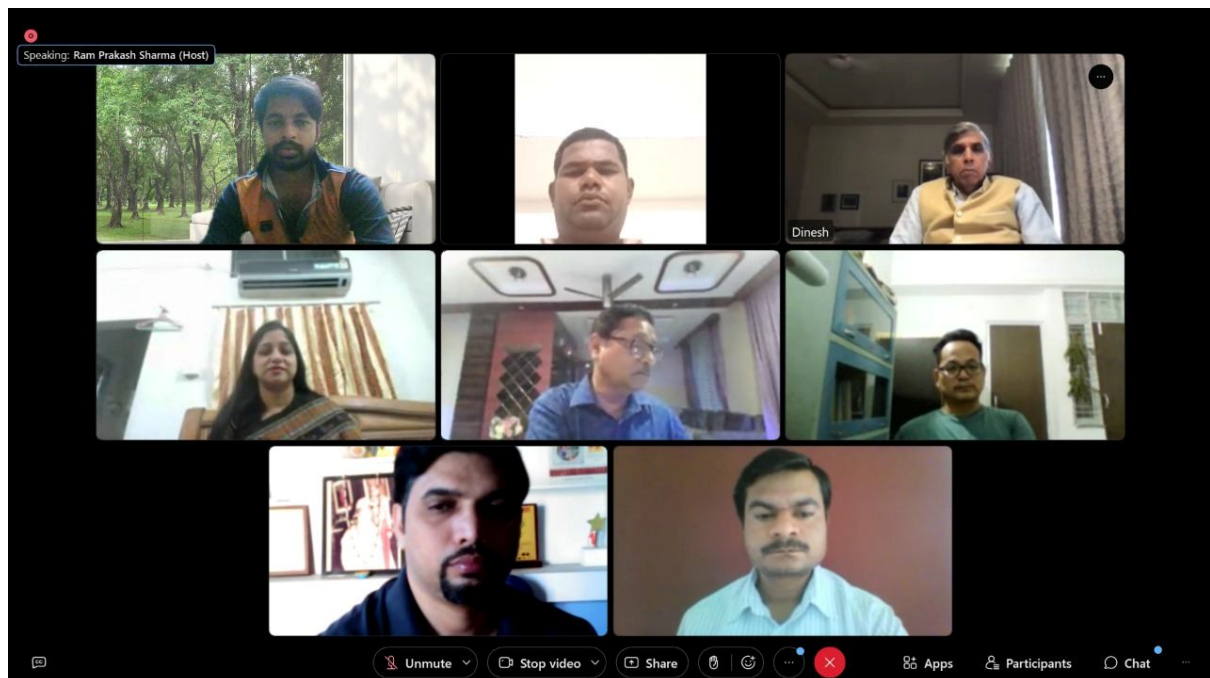 Speaking: Ram Prakash Sharma (Host)
Dinesh
Unmute
Stop video
Share
Apps
Participants
Chat